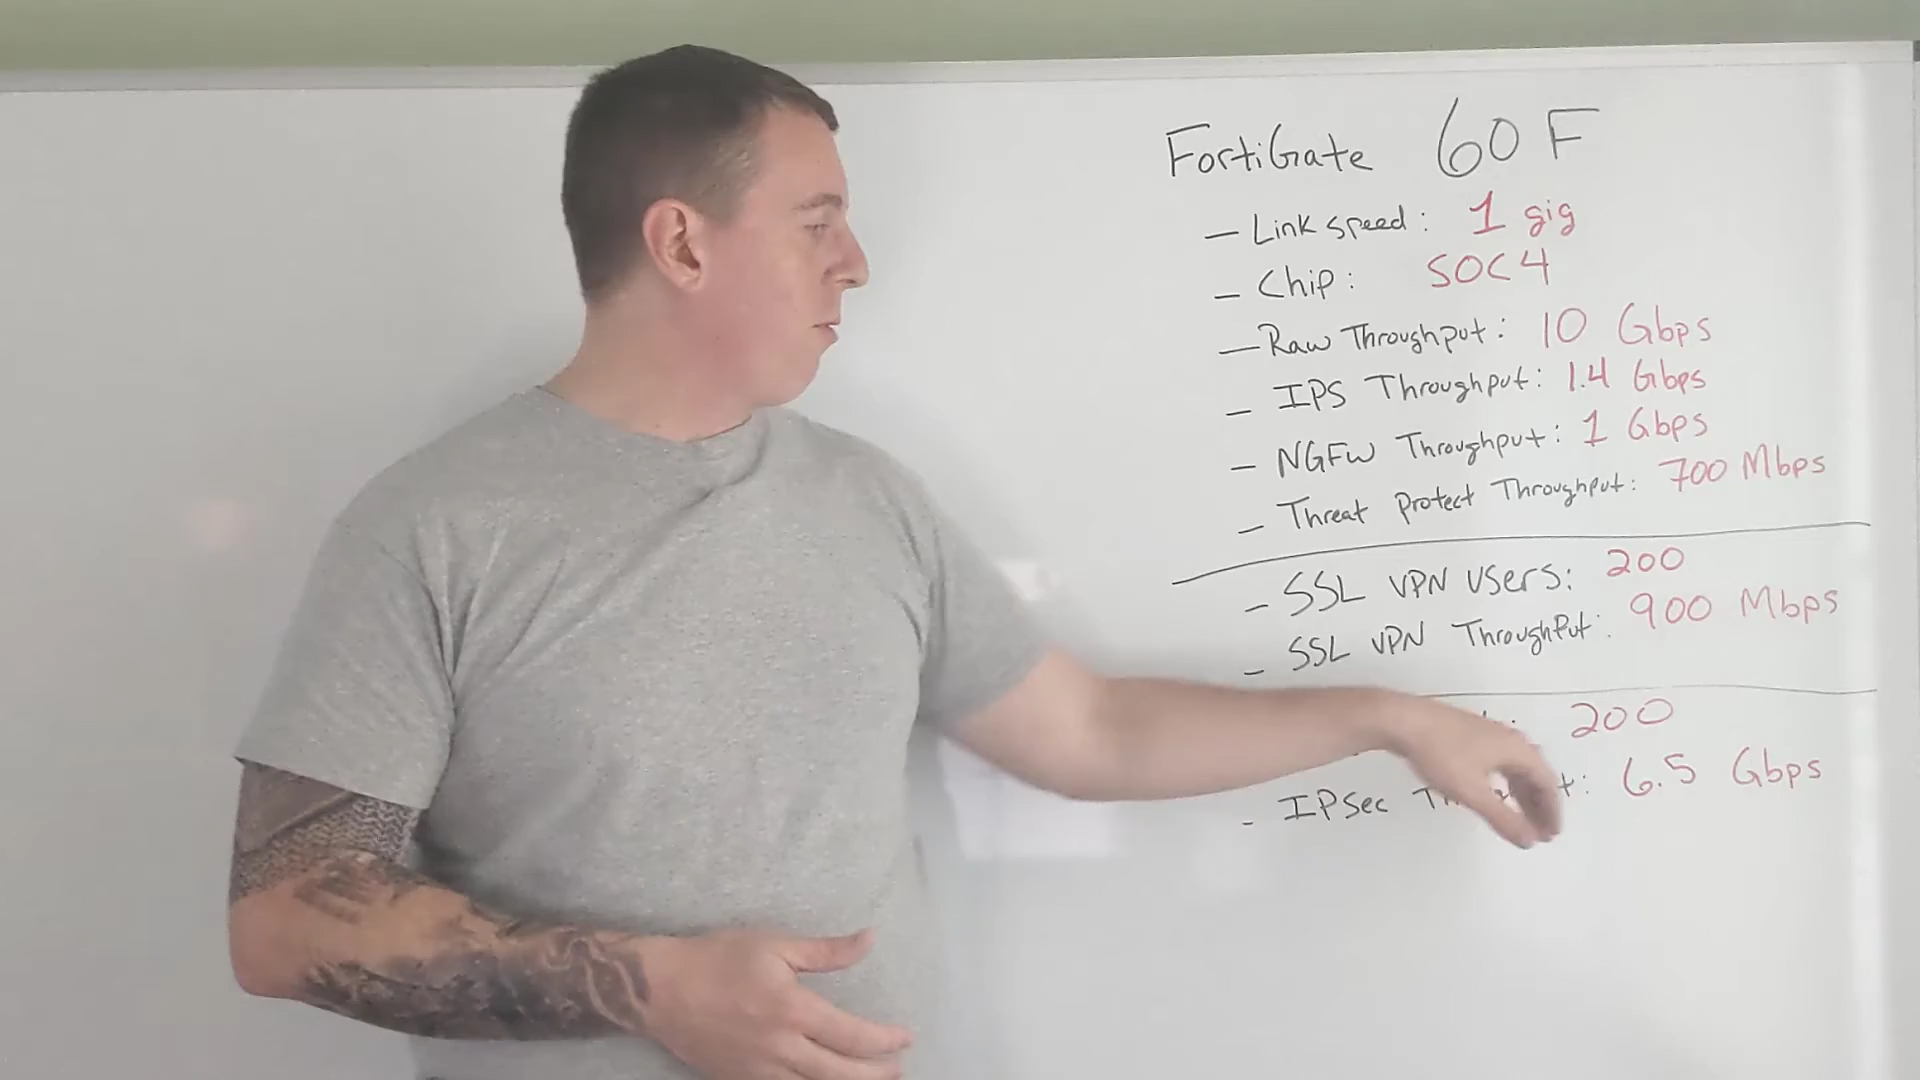 FortiGate 60F
- Link speed: 1 gig
- Chip: SOC4
- Raw Throughput: 10 Gbps
- IPS Throughput: 1.4 Gbps
- NGFW Throughput: 1 Gbps
- Threat Protect Throughput: 700 Mbps
- SSL VPN Users: 200
- SSL VPN Throughput: 900 Mbps
200
- IPSec : 6.5 Gbps